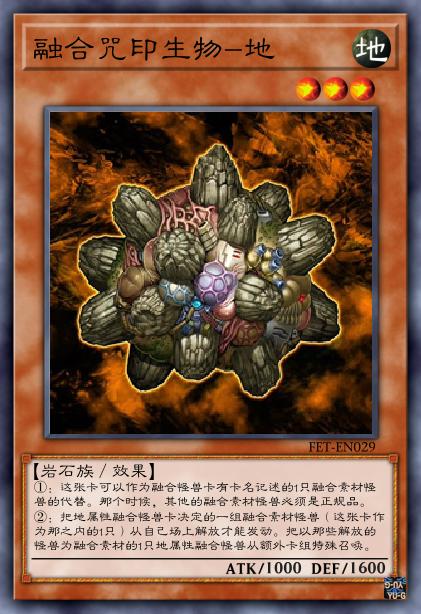 融合咒印生物–地
地
FET-EN029
【岩石族／效果】
①：这张卡可以作为融合怪兽卡有卡名记述的1只融合素材怪
兽的代替。那个时候，其他的融合素材怪兽必须是正规品。
②：把地属性融合怪兽卡决定的一组融合素材怪兽（这张卡作
为那之内的1只）从自己场上解放才能发动。把以那些解放的
怪兽为融合素材的1只地属性融合怪兽从额外卡组特殊召唤。
ATK/1000 DEF/1600